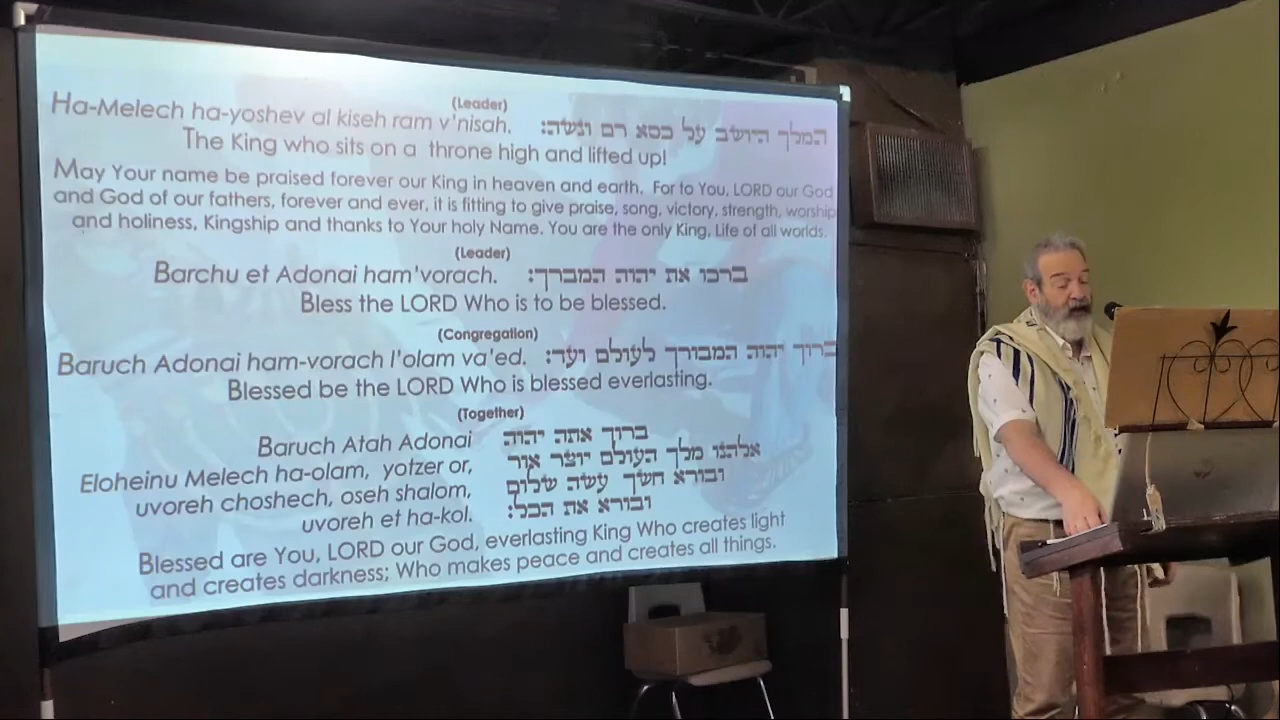 (Leader)
Ha-Melech ha-yoshev al kiseh ram v'nisah. המלך היושב על כסא רם ונשה:
The King who sits on a throne high and lifted up!
May Your name be praised forever our King in heaven and earth. For to You, LORD our God
and God of our fathers, forever and ever, it is fitting to give praise, song, victory, strength, worship
and holiness, Kingship and thanks to Your holy Name. You are the only King, Life of all worlds.
(Leader)
Barchu et Adonai ham'vorach. ברכו את יהוה המברך:
Bless the LORD Who is to be blessed.
(Congregation)
Baruch Adonai ham-vorach l'olam va'ed. ברוך יהוה המבורך לעולם ועד:
Blessed be the LORD Who is blessed everlasting.
(Together)
Baruch Atah Adonai ברוך אתה יהוה
Eloheinu Melech ha-olam, yotzer or, אלהנו מלך העולם יוצר אור
uvoreh choshech, oseh shalom, ובורא חשך עשה שלום
uvoreh et ha-kol. ובורא את הכל:
Blessed are You, LORD our God, everlasting King Who creates light
and creates darkness; Who makes peace and creates all things.